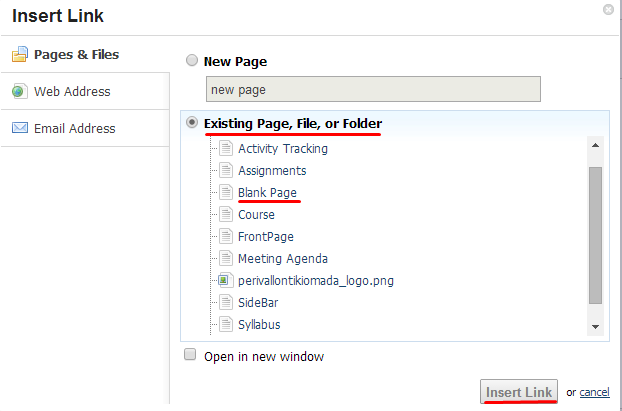 Insert Link
Pages & Files
Web Address
Email Address
New Page
new page
Existing Page, File, or Folder
Activity Tracking
Assignments
Blank Page
Course
FrontPage
Meeting Agenda
perivallontikiomada_logo.png
SideBar
Syllabus
Open in new window
Insert Link or cancel